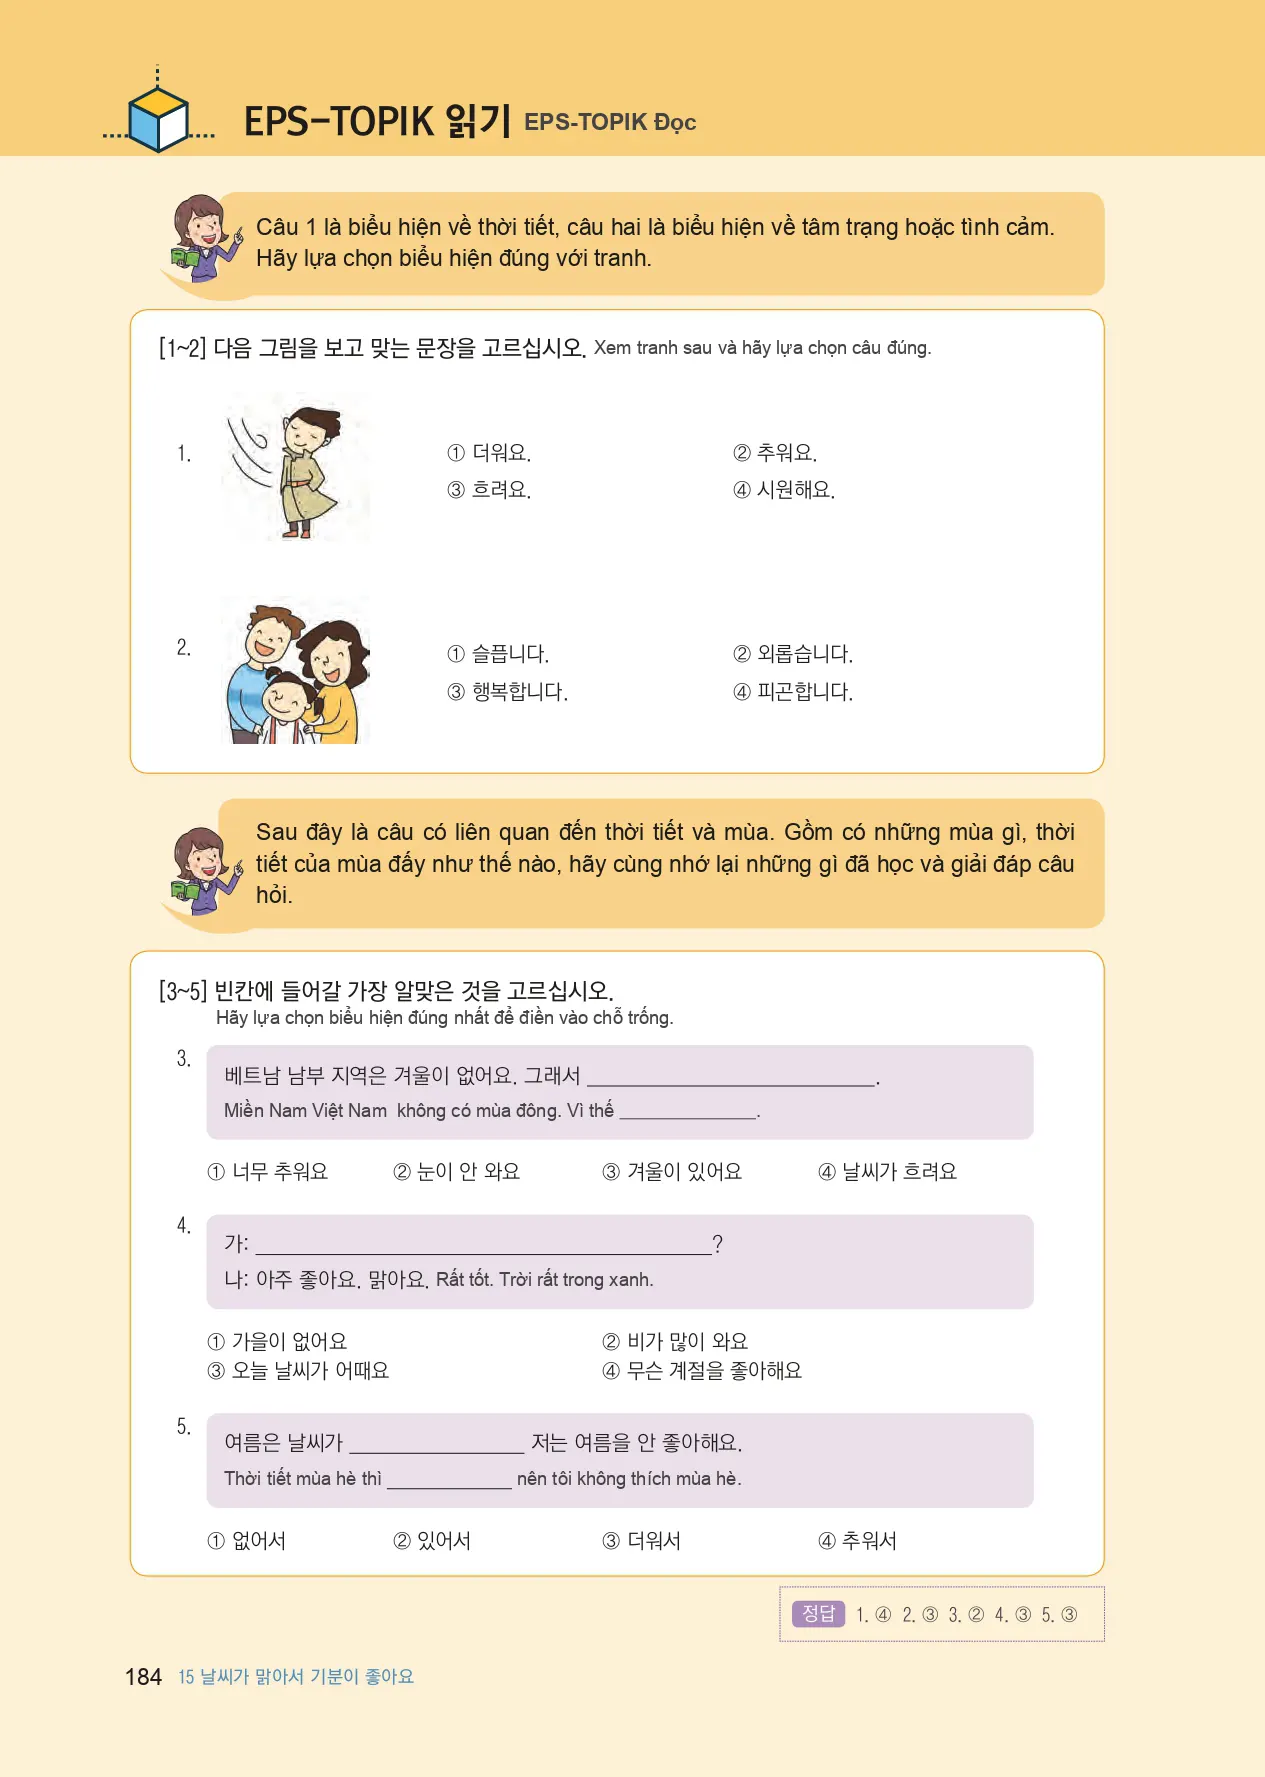 EPS-TOPIK 읽기 EPS-TOPIK Đọc
Câu 1 là biểu hiện về thời tiết, câu hai là biểu hiện về tâm trạng hoặc tình cảm.
Hãy lựa chọn biểu hiện đúng với tranh.
[1~2] 다음 그림을 보고 맞는 문장을 고르십시오. Xem tranh sau và hãy lựa chọn câu đúng.
1.
① 더워요. ② 추워요.
③ 흐려요. ④ 시원해요.
2.
① 슬픕니다. ② 외롭습니다.
③ 행복합니다. ④ 피곤합니다.
Sau đây là câu có liên quan đến thời tiết và mùa. Gồm có những mùa gì, thời
tiết của mùa đấy như thế nào, hãy cùng nhớ lại những gì đã học và giải đáp câu
hỏi.
[3~5] 빈칸에 들어갈 가장 알맞은 것을 고르십시오.
Hãy lựa chọn biểu hiện đúng nhất để điền vào chỗ trống.
3. 베트남 남부 지역은 겨울이 없어요. 그래서 ____________________.
Miền Nam Việt Nam không có mùa đông. Vì thế ______________.
① 너무 추워요 ② 눈이 안 와요 ③ 겨울이 있어요 ④ 날씨가 흐려요
4. 가: ________________________________?
나: 아주 좋아요. 맑아요. Rất tốt. Trời rất trong xanh.
① 가을이 없어요 ② 비가 많이 와요
③ 오늘 날씨가 어때요 ④ 무슨 계절을 좋아해요
5. 여름은 날씨가 ______________ 저는 여름을 안 좋아해요.
Thời tiết mùa hè thì ____________ nên tôi không thích mùa hè.
① 없어서 ② 있어서 ③ 더워서 ④ 추워서
정답 1. ④ 2. ③ 3. ② 4. ③ 5. ③
184 15 날씨가 맑아서 기분이 좋아요